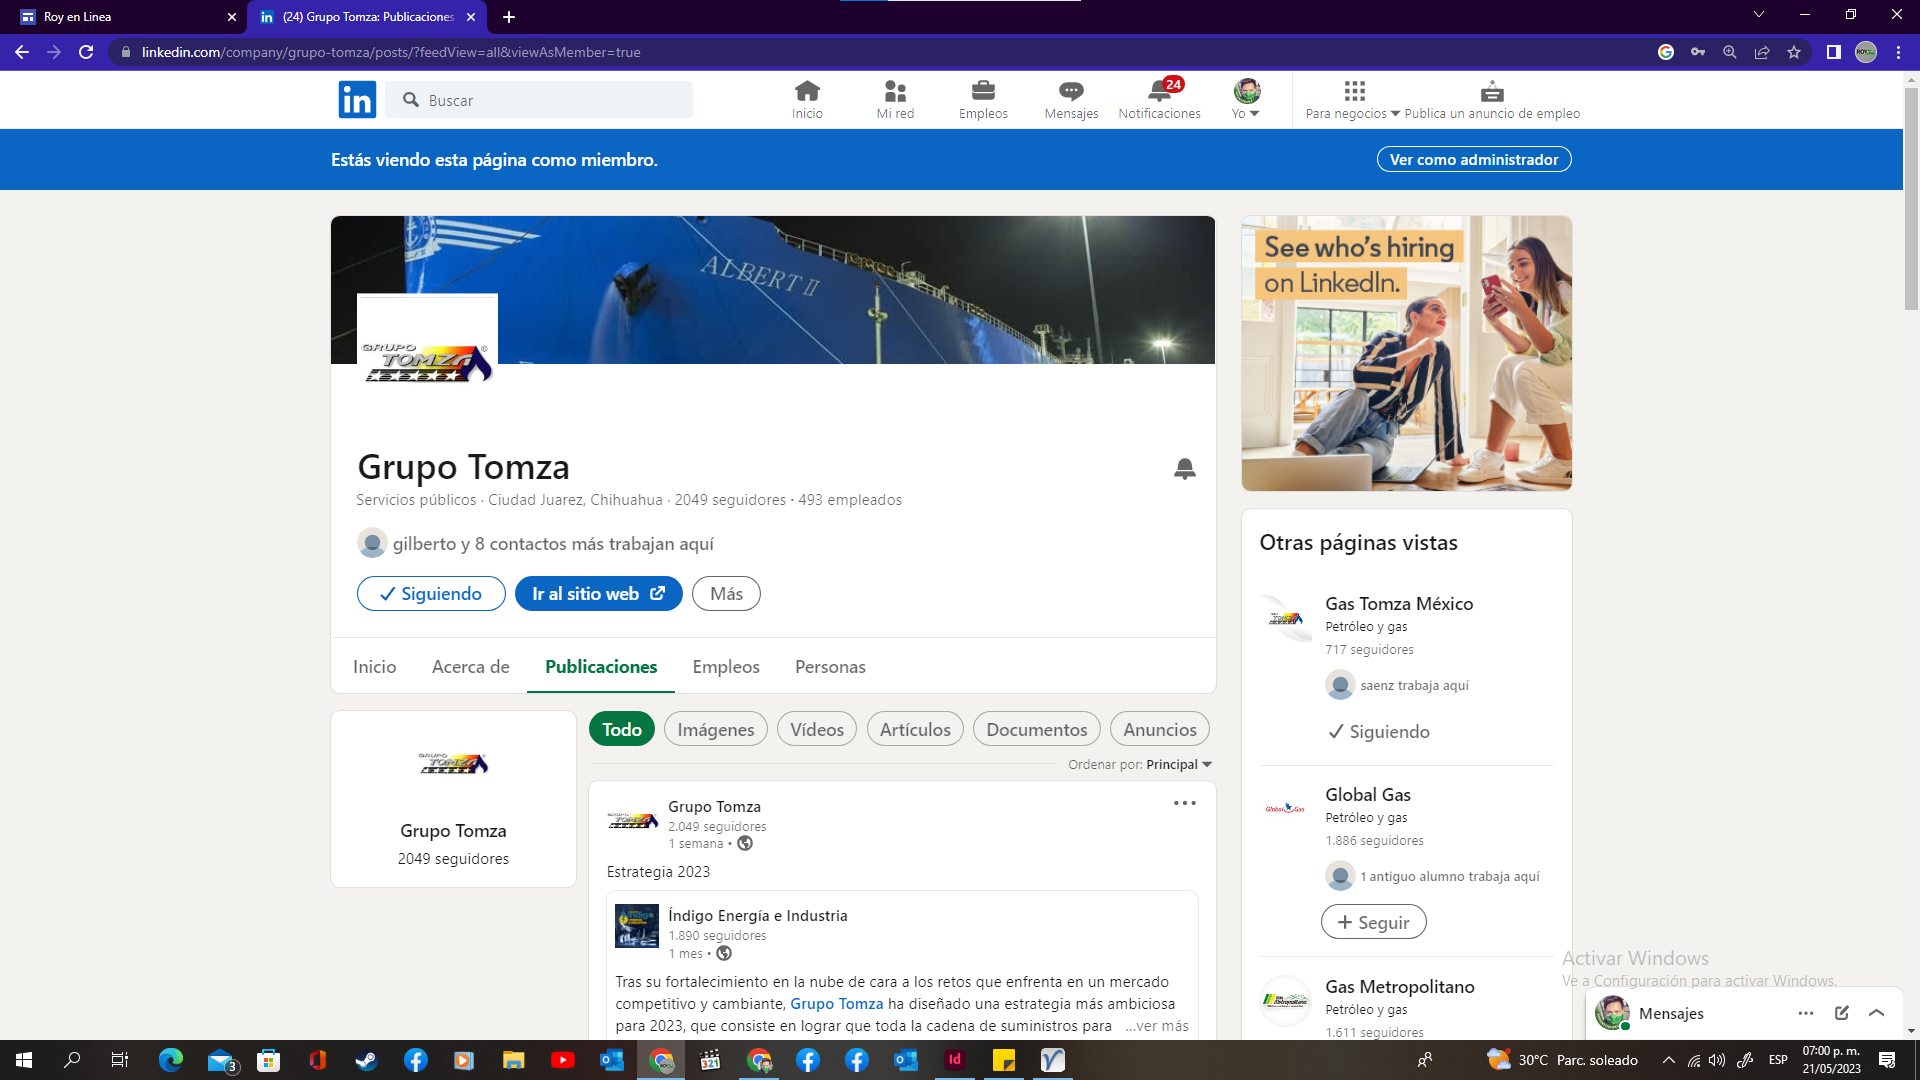 Roy en Linea
(24) Grupo Tomza: Publicaciones
linkedin.com/company/grupo-tomza/posts/?feedView=all&viewAsMember=true
in
Buscar
Inicio
Mi red
Empleos
Mensajes
24
Notificaciones
Yo
Para negocios
Publica un anuncio de empleo
Estás viendo esta página como miembro.
Ver como administrador
ALBERT II
GRUPO
TOMZA
See who's hiring
on LinkedIn.
Grupo Tomza
Servicios públicos · Ciudad Juarez, Chihuahua · 2049 seguidores · 493 empleados
gilberto y 8 contactos más trabajan aquí
Siguiendo
Ir al sitio web
Más
Inicio
Acerca de
Publicaciones
Empleos
Personas
Grupo Tomza
2049 seguidores
Todo
Imágenes
Vídeos
Artículos
Documentos
Anuncios
Ordenar por: Principal
Grupo Tomza
2.049 seguidores
1 semana •
Estrategia 2023
Índigo Energía e Industria
1.890 seguidores
1 mes •
Tras su fortalecimiento en la nube de cara a los retos que enfrenta en un mercado
competitivo y cambiante, Grupo Tomza ha diseñado una estrategia más ambiciosa
para 2023, que consiste en lograr que toda la cadena de suministros para ...ver más
Otras páginas vistas
Gas Tomza México
Petróleo y gas
717 seguidores
saenz trabaja aquí
Siguiendo
Global Gas
Petróleo y gas
1.886 seguidores
1 antiguo alumno trabaja aquí
Seguir
Gas Metropolitano
Petróleo y gas
1.611 seguidores
Activar Windows
Ve a Configuración para activar Windows.
Mensajes
3
321
Id
30°C Parc. soleado
ESP
07:00 p. m.
21/05/2023